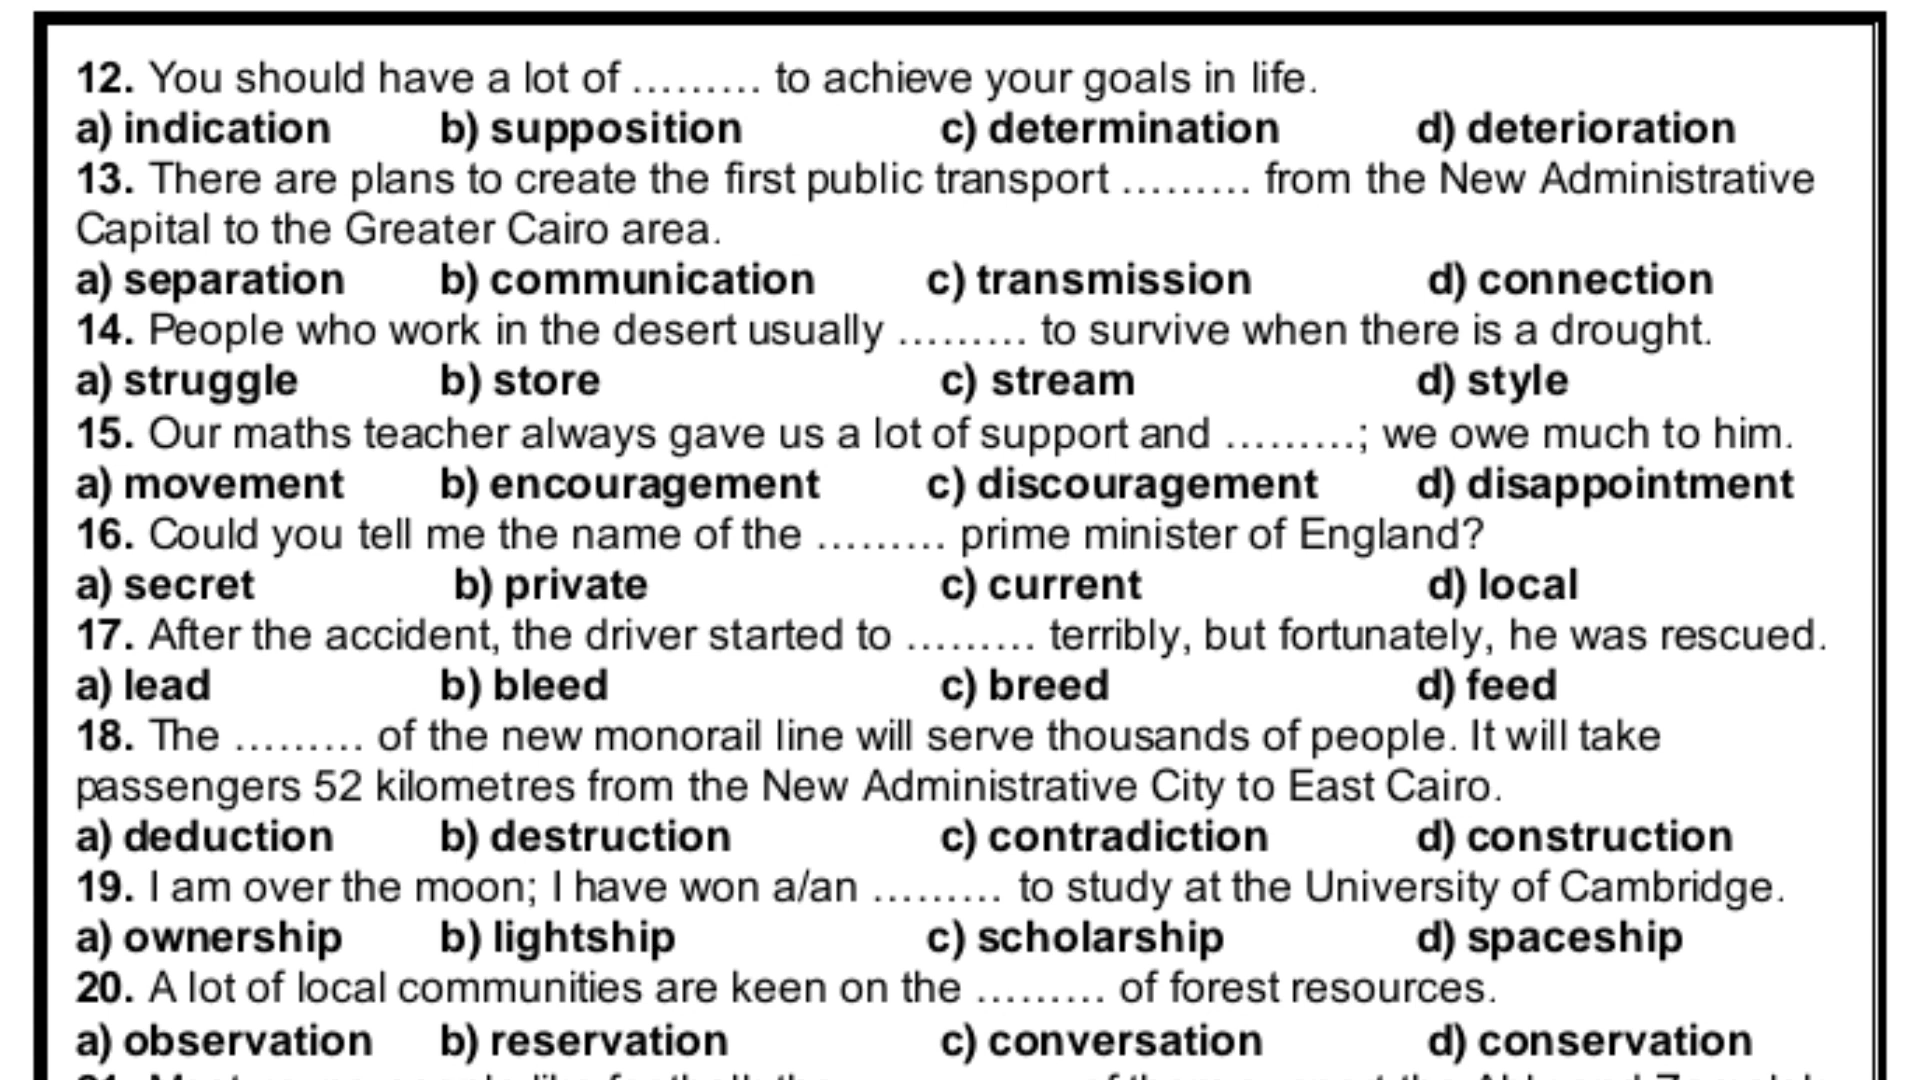 12. You should have a lot of ......... to achieve your goals in life.
a) indication b) supposition c) determination d) deterioration
13. There are plans to create the first public transport ......... from the New Administrative
Capital to the Greater Cairo area.
a) separation b) communication c) transmission d) connection
14. People who work in the desert usually ......... to survive when there is a drought.
a) struggle b) store c) stream d) style
15. Our maths teacher always gave us a lot of support and .........; we owe much to him.
a) movement b) encouragement c) discouragement d) disappointment
16. Could you tell me the name of the ......... prime minister of England?
a) secret b) private c) current d) local
17. After the accident, the driver started to ......... terribly, but fortunately, he was rescued.
a) lead b) bleed c) breed d) feed
18. The ......... of the new monorail line will serve thousands of people. It will take
passengers 52 kilometres from the New Administrative City to East Cairo.
a) deduction b) destruction c) contradiction d) construction
19. I am over the moon; I have won a/an ......... to study at the University of Cambridge.
a) ownership b) lightship c) scholarship d) spaceship
20. A lot of local communities are keen on the ......... of forest resources.
a) observation b) reservation c) conversation d) conservation